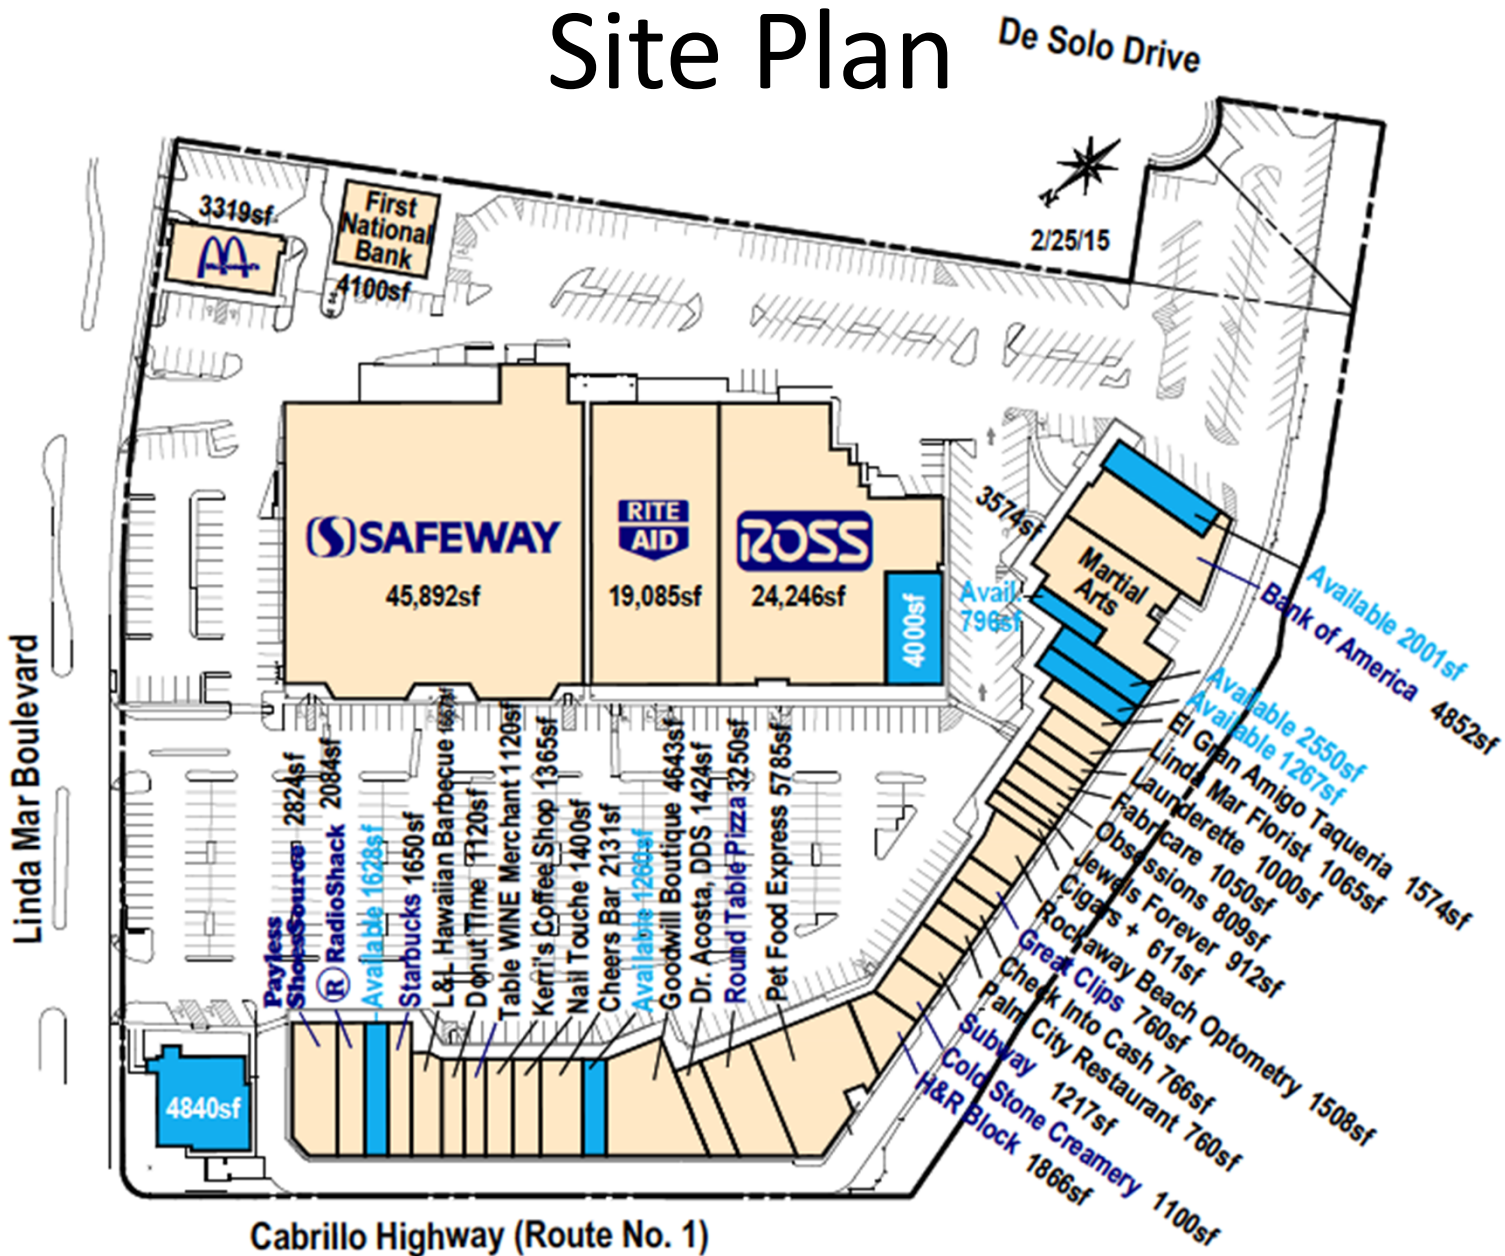 Site Plan
De Solo Drive
2/25/15
N
3319sf
McDonald's
First
National
Bank
4100sf
SAFEWAY
45,892sf
RITE
AID
19,085sf
ROSS
24,246sf
4000sf
3574sf
Martial
Arts
Avail.
796sf
Available 2001sf
Bank of America 4852sf
Available 2550sf
Available 1267sf
El Gran Amigo Taqueria 1574sf
Linda Mar Florist 1065sf
Launderette 1000sf
Fabricare 1050sf
Obsessions 809sf
Jewels Forever 912sf
Cigars + 611sf
Rockaway Beach Optometry 1508sf
Great Clips 760sf
Check Into Cash 766sf
Palm City Restaurant 760sf
Subway 1217sf
Cold Stone Creamery 1100sf
H&R Block 1866sf
Payless
ShoeSource 2824sf
R RadioShack 2084sf
Available 1628sf
Starbucks 1650sf
L&L Hawaiian Barbecue
Donut Time 1120sf
Table WINE Merchant 1120sf
Kerri's Coffee Shop 1365sf
Nail Touche 1400sf
Cheers Bar 2131sf
Available 1260sf
Goodwill Boutique 4643sf
Dr. Acosta, DDS 1424sf
Round Table Pizza 3250sf
Pet Food Express 5785sf
4840sf
Linda Mar Boulevard
Cabrillo Highway (Route No. 1)